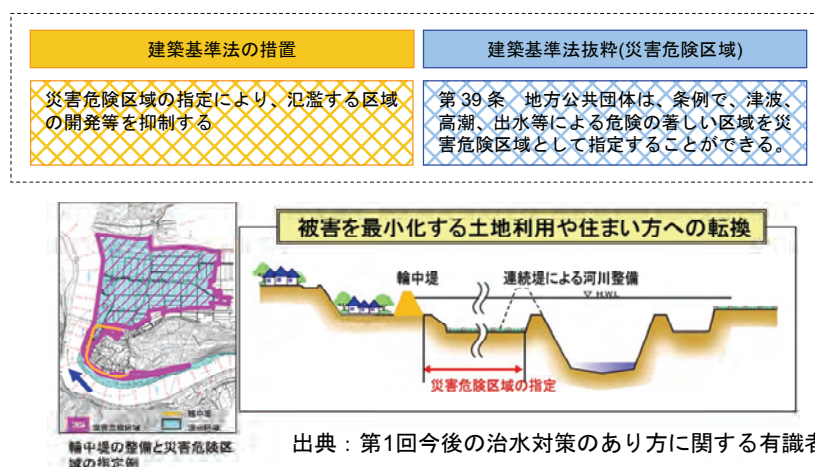 建築基準法の措置
建築基準法抜粋(災害危険区域)
災害危険区域の指定により、氾濫する区域
の開発等を抑制する
第 39 条　地方公共団体は、条例で、津波、
高潮、出水等による危険の著しい区域を災
害危険区域として指定することができる。
被害を最小化する土地利用や住まい方への転換
輪中堤
連続堤による河川整備
▽ H.W.L
災害危険区域の指定
災害危険区域
輪中堤
輪中堤の整備と災害危険区
域の指定例
出典：第1回今後の治水対策のあり方に関する有識者